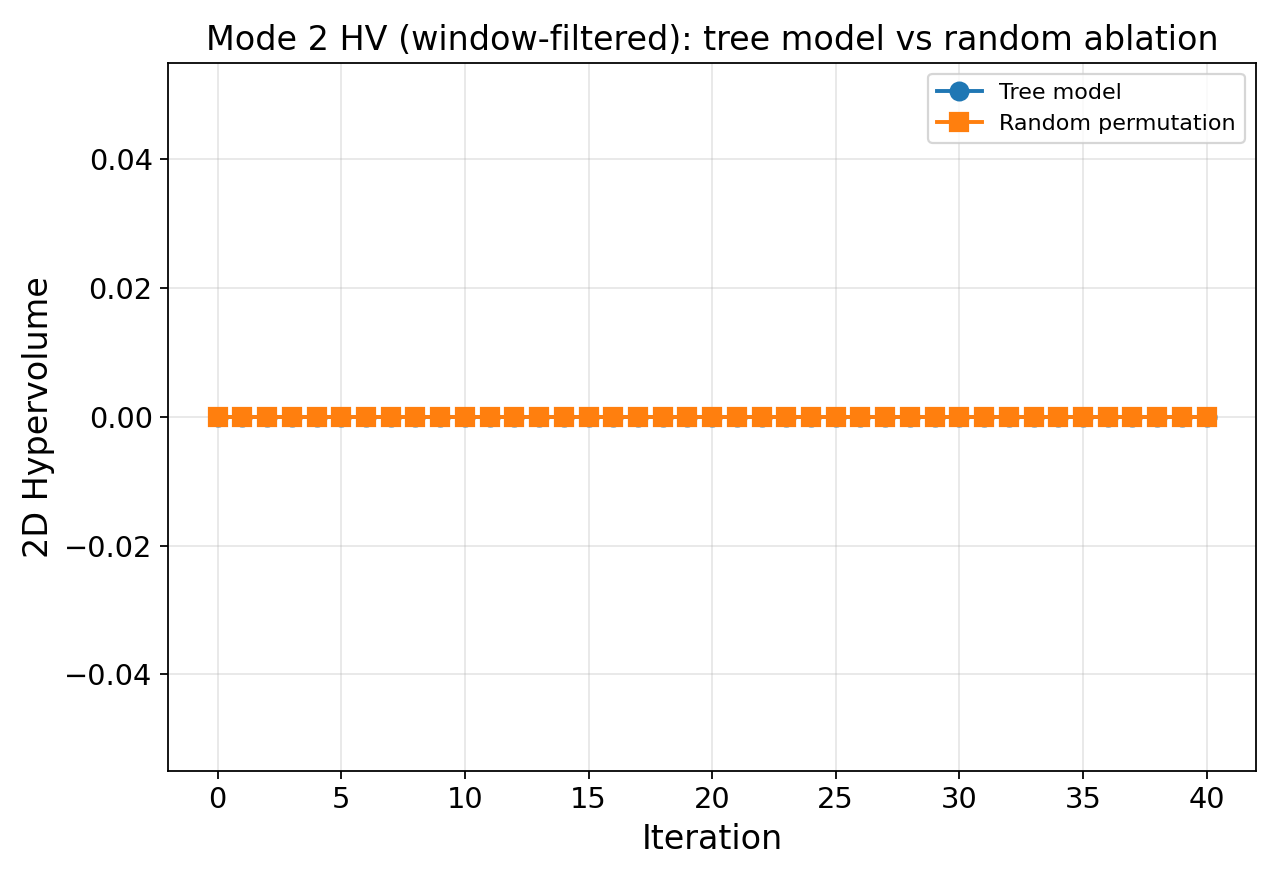 Mode 2 HV (window-filtered): tree model vs random ablation
Tree model
Random permutation
2D Hypervolume
0.04
0.02
0.00
−0.02
−0.04
0 5 10 15 20 25 30 35 40
Iteration